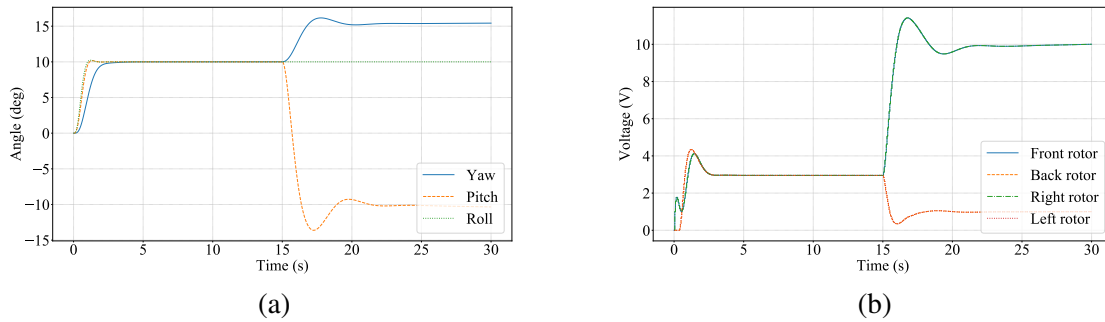 15
10
5
0
−5
−10
−15
Angle (deg)
0
5
10
15
20
25
30
Time (s)
Yaw
Pitch
Roll
(a)
10
8
6
4
2
0
Voltage (V)
0
5
10
15
20
25
30
Time (s)
Front rotor
Back rotor
Right rotor
Left rotor
(b)